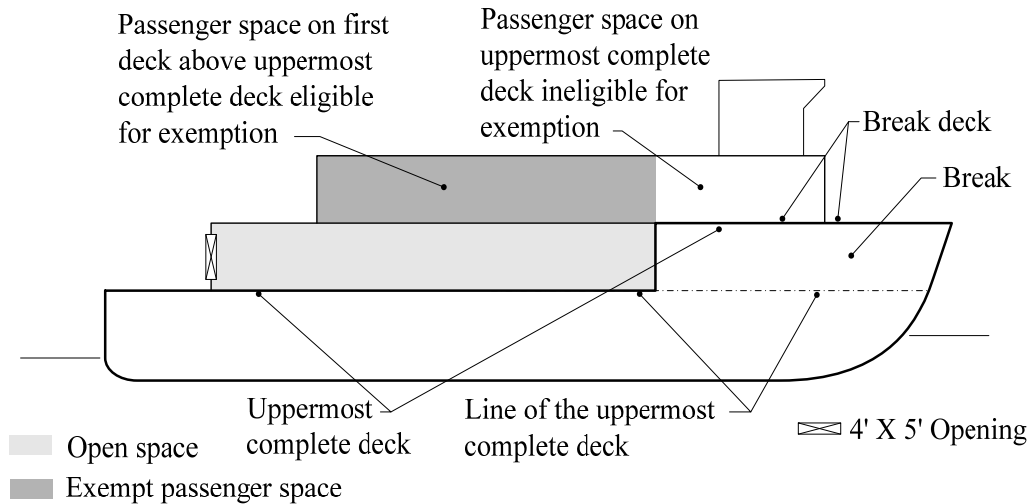 Passenger space on first
deck above uppermost
complete deck eligible
for exemption
Passenger space on
uppermost complete
deck ineligible for
exemption
Break deck
Break
Uppermost
complete deck
Line of the uppermost
complete deck
4' X 5' Opening
Open space
Exempt passenger space